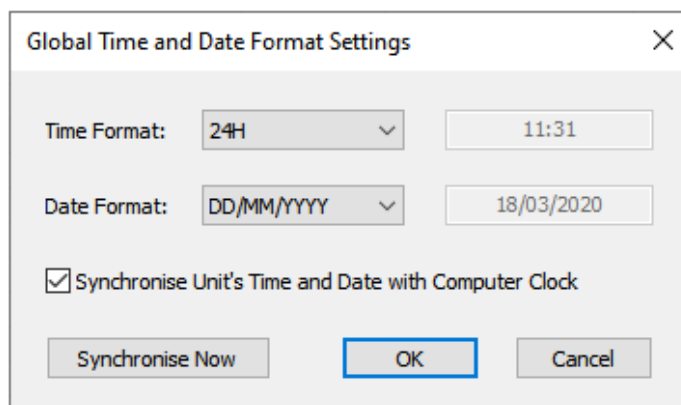 Global Time and Date Format Settings
Time Format: 24H 11:31
Date Format: DD/MM/YYYY 18/03/2020
Synchronise Unit's Time and Date with Computer Clock
Synchronise Now OK Cancel